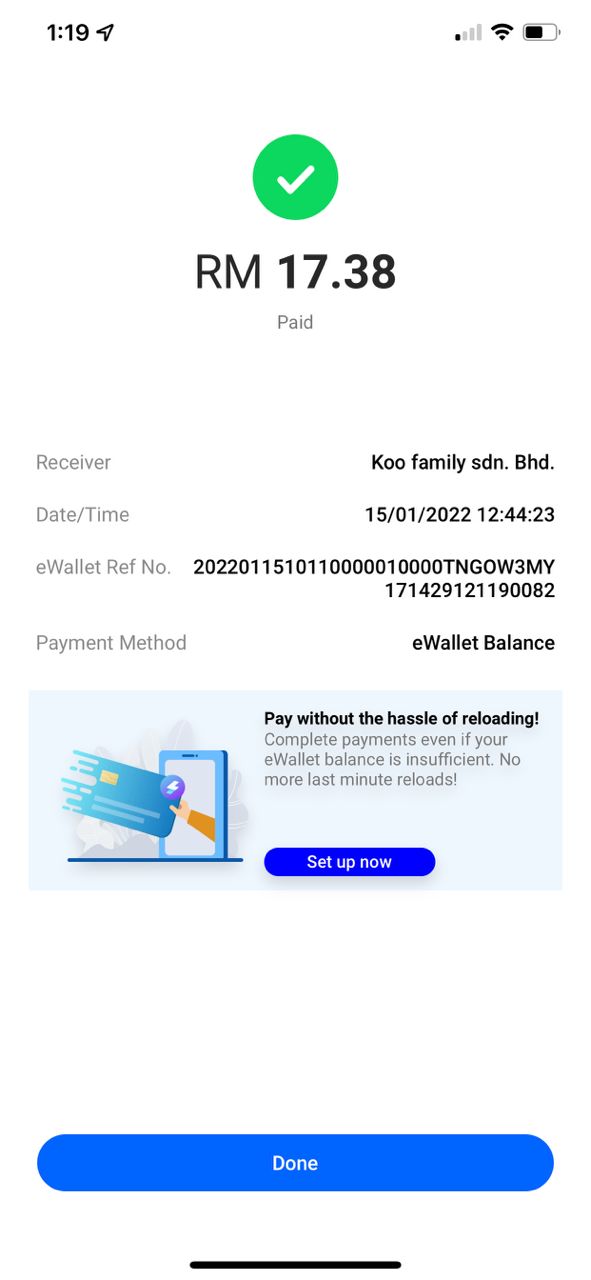 1:19
RM 17.38
Paid
Receiver Koo family sdn. Bhd.
Date/Time 15/01/2022 12:44:23
eWallet Ref No. 2022011510110000010000TNGOW3MY
171429121190082
Payment Method eWallet Balance
Pay without the hassle of reloading!
Complete payments even if your
eWallet balance is insufficient. No
more last minute reloads!
Set up now
Done